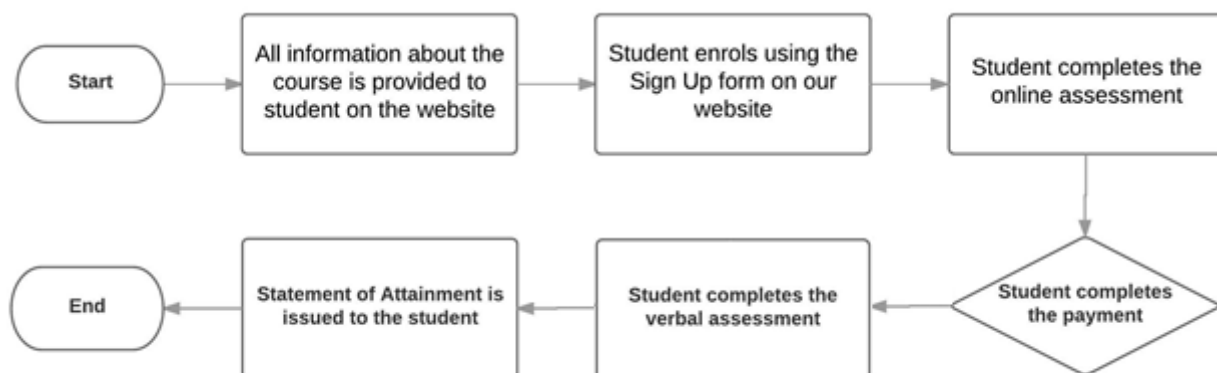 Start
All information about the
course is provided to
student on the website
Student enrols using the
Sign Up form on our
website
Student completes the
online assessment
Student completes
the payment
Student completes the
verbal assessment
Statement of Attainment is
issued to the student
End